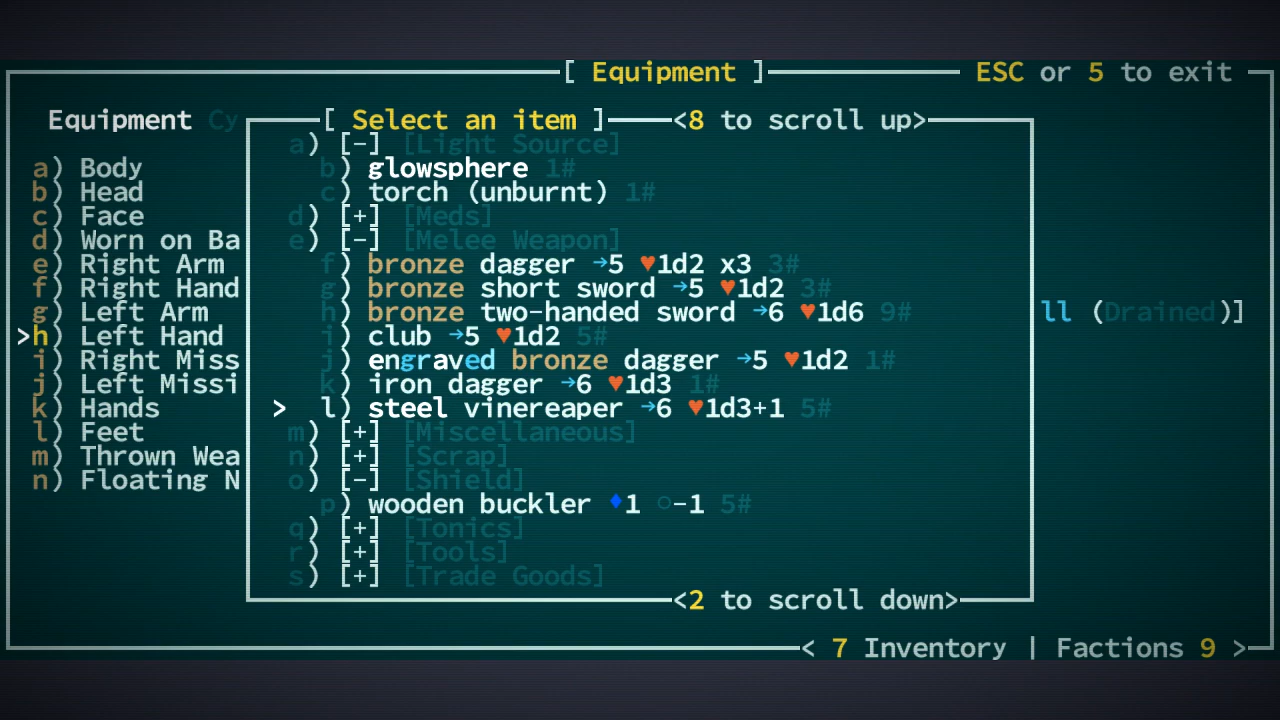 [ Equipment ] ESC or 5 to exit
Equipment Cy [ Select an item ] <8 to scroll up>
a) [-] [Light Source]
a) Body b) glowsphere 1#
b) Head c) torch (unburnt) 1#
c) Face d) [+] [Meds]
d) Worn on Ba e) [-] [Melee Weapon]
e) Right Arm f) bronze dagger →5 ♥1d2 x3 3#
f) Right Hand g) bronze short sword →5 ♥1d2 3#
g) Left Arm h) bronze two-handed sword →6 ♥1d6 9# ll (Drained)]
>h) Left Hand i) club →5 ♥1d2 5#
i) Right Miss j) engraved bronze dagger →5 ♥1d2 1#
j) Left Missi k) iron dagger →6 ♥1d3 1#
k) Hands > l) steel vinereaper →6 ♥1d3+1 5#
l) Feet m) [+] [Miscellaneous]
m) Thrown Wea n) [+] [Scrap]
n) Floating N o) [-] [Shield]
p) wooden buckler ♦1 ○-1 5#
q) [+] [Tonics]
r) [+] [Tools]
s) [+] [Trade Goods]
<2 to scroll down>
< 7 Inventory | Factions 9 >